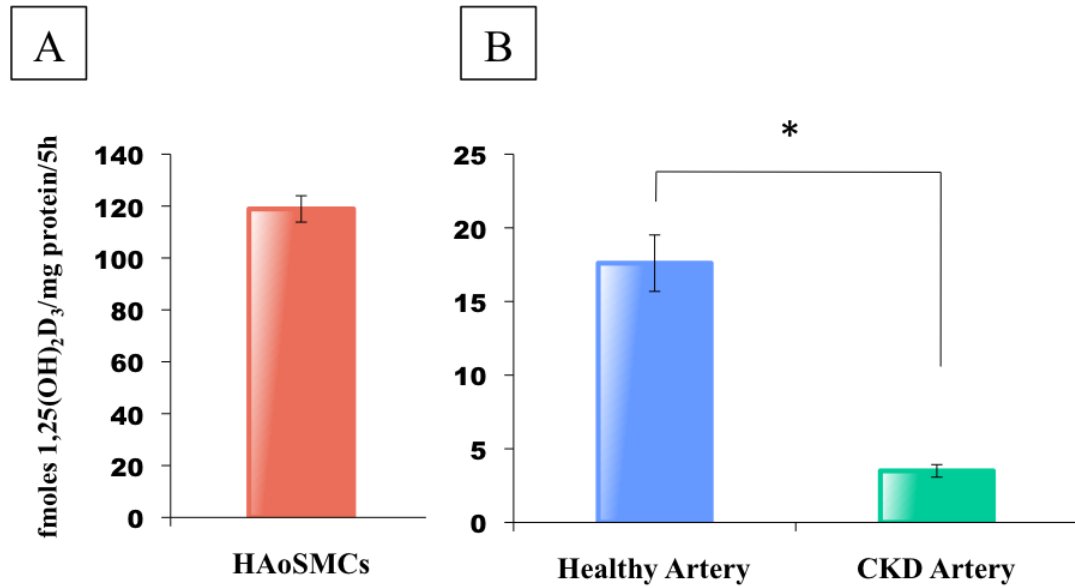 A
B
fmoles 1,25(OH)₂D₃/mg protein/5h
140
120
100
80
60
40
20
0
HAoSMCs
*
25
20
15
10
5
0
Healthy Artery
CKD Artery